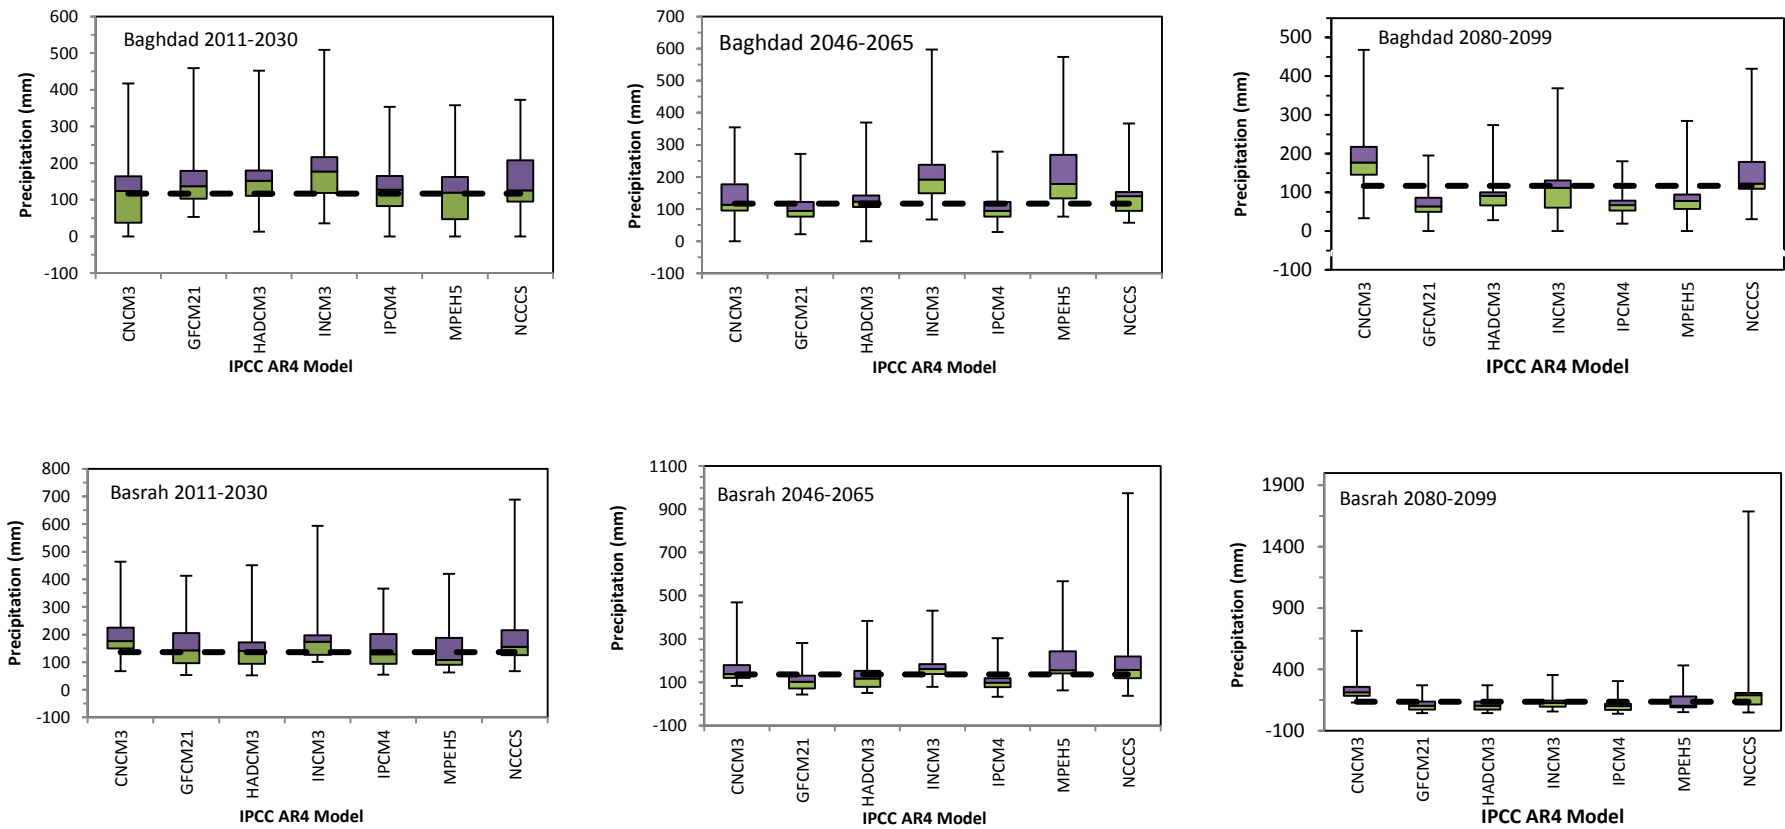 Baghdad 2011-2030
Precipitation (mm)
600
500
400
300
200
100
0
-100
CNCM3
GFCM21
HADCM3
INCM3
IPCM4
MPEH5
NCCCS
IPCC AR4 Model
Baghdad 2046-2065
Precipitation (mm)
700
600
500
400
300
200
100
0
-100
CNCM3
GFCM21
HADCM3
INCM3
IPCM4
MPEH5
NCCCS
IPCC AR4 Model
Baghdad 2080-2099
Precipitation (mm)
500
400
300
200
100
0
-100
CNCM3
GFCM21
HADCM3
INCM3
IPCM4
MPEH5
NCCCS
IPCC AR4 Model
Basrah 2011-2030
Precipitation (mm)
800
700
600
500
400
300
200
100
0
-100
CNCM3
GFCM21
HADCM3
INCM3
IPCM4
MPEH5
NCCCS
IPCC AR4 Model
Basrah 2046-2065
Precipitation (mm)
1100
900
700
500
300
100
-100
CNCM3
GFCM21
HADCM3
INCM3
IPCM4
MPEH5
NCCCS
IPCC AR4 Model
Basrah 2080-2099
Precipitation (mm)
1900
1400
900
400
-100
CNCM3
GFCM21
HADCM3
INCM3
IPCM4
MPEH5
NCCCS
IPCC AR4 Model